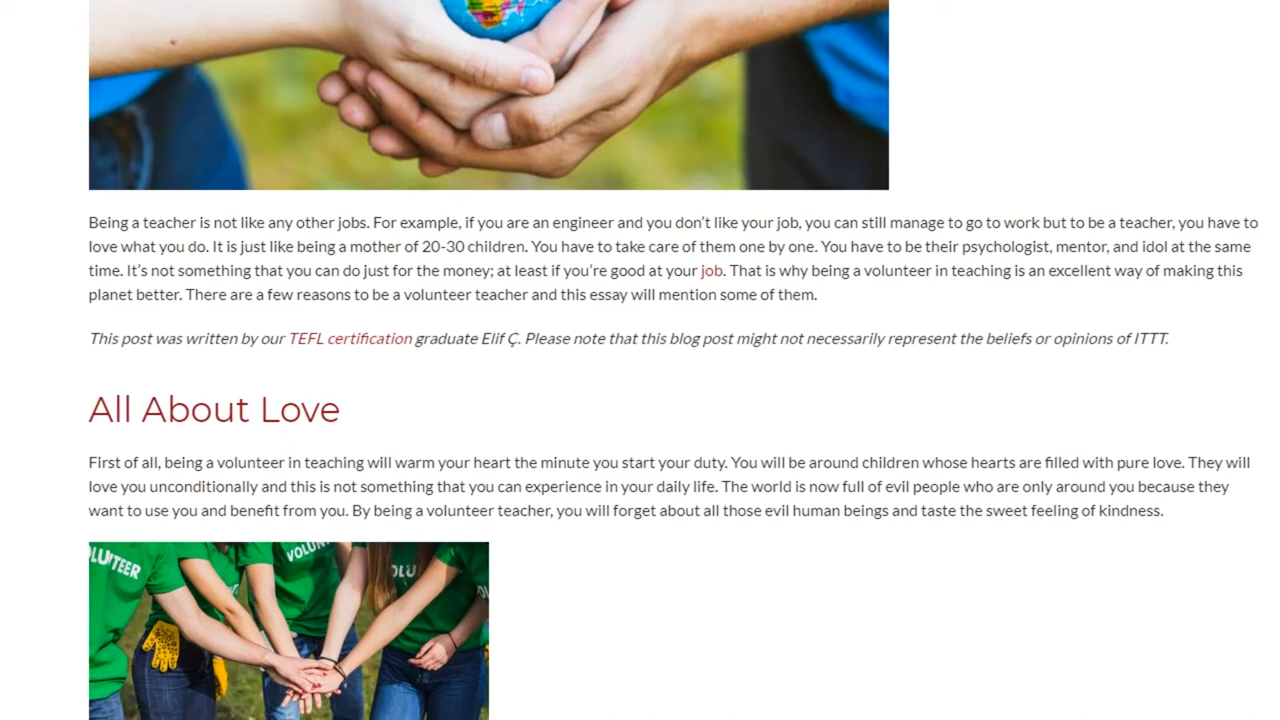 Being a teacher is not like any other jobs. For example, if you are an engineer and you don’t like your job, you can still manage to go to work but to be a teacher, you have to
love what you do. It is just like being a mother of 20-30 children. You have to take care of them one by one. You have to be their psychologist, mentor, and idol at the same
time. It’s not something that you can do just for the money; at least if you’re good at your job. That is why being a volunteer in teaching is an excellent way of making this
planet better. There are a few reasons to be a volunteer teacher and this essay will mention some of them.
This post was written by our TEFL certification graduate Elif Ç. Please note that this blog post might not necessarily represent the beliefs or opinions of ITTT.
All About Love
First of all, being a volunteer in teaching will warm your heart the minute you start your duty. You will be around children whose hearts are filled with pure love. They will
love you unconditionally and this is not something that you can experience in your daily life. The world is now full of evil people who are only around you because they
want to use you and benefit from you. By being a volunteer teacher, you will forget about all those evil human beings and taste the sweet feeling of kindness.